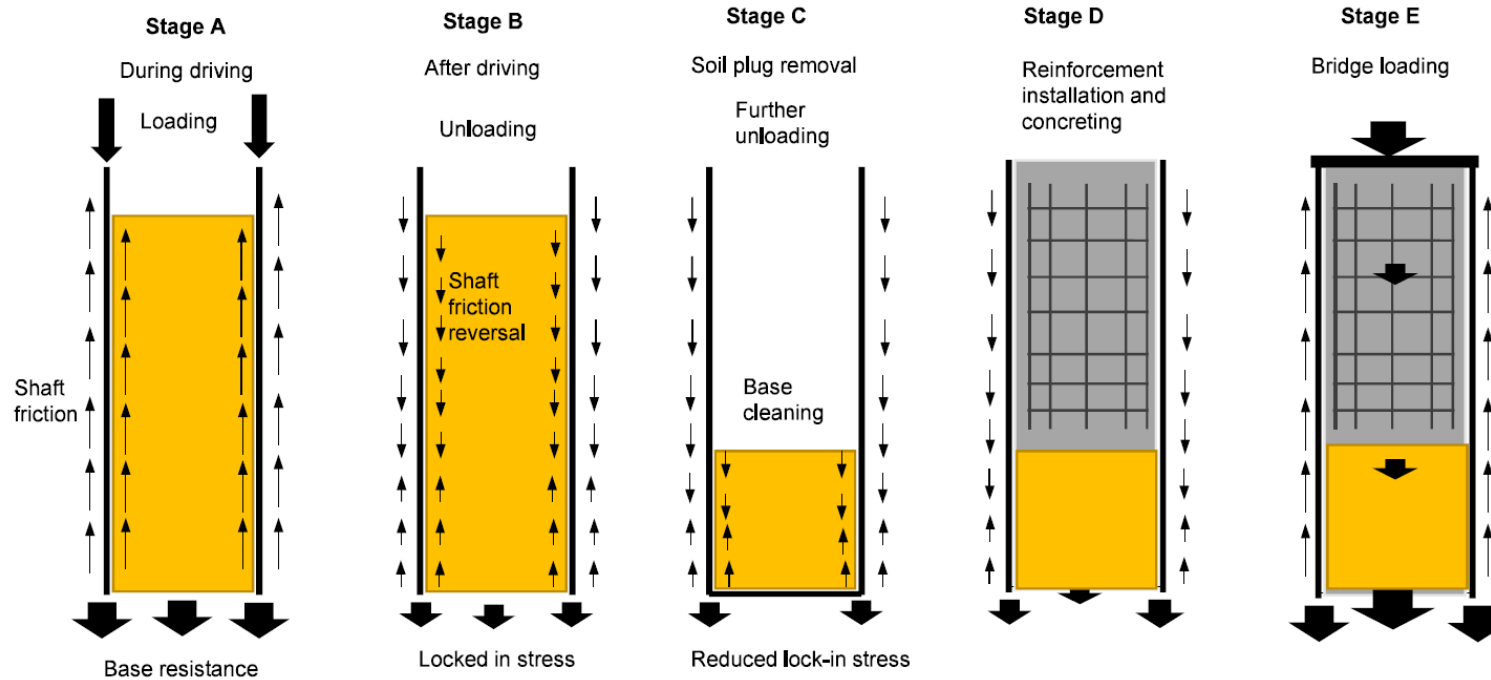 Stage A
During driving
Loading
Shaft
friction
Base resistance
Stage B
After driving
Unloading
Shaft
friction
reversal
Locked in stress
Stage C
Soil plug removal
Further
unloading
Base
cleaning
Reduced lock-in stress
Stage D
Reinforcement
installation and
concreting
Stage E
Bridge loading